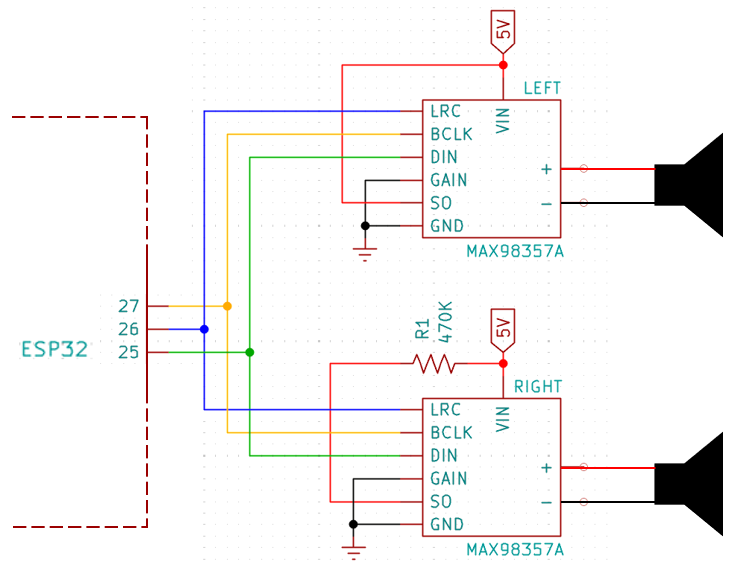 5V
LEFT
LRC
VIN
BCLK
DIN
GAIN
+
SO
−
GND
MAX98357A
27
26
25
ESP32
R1
470K
5V
RIGHT
LRC
VIN
BCLK
DIN
GAIN
+
SO
−
GND
MAX98357A